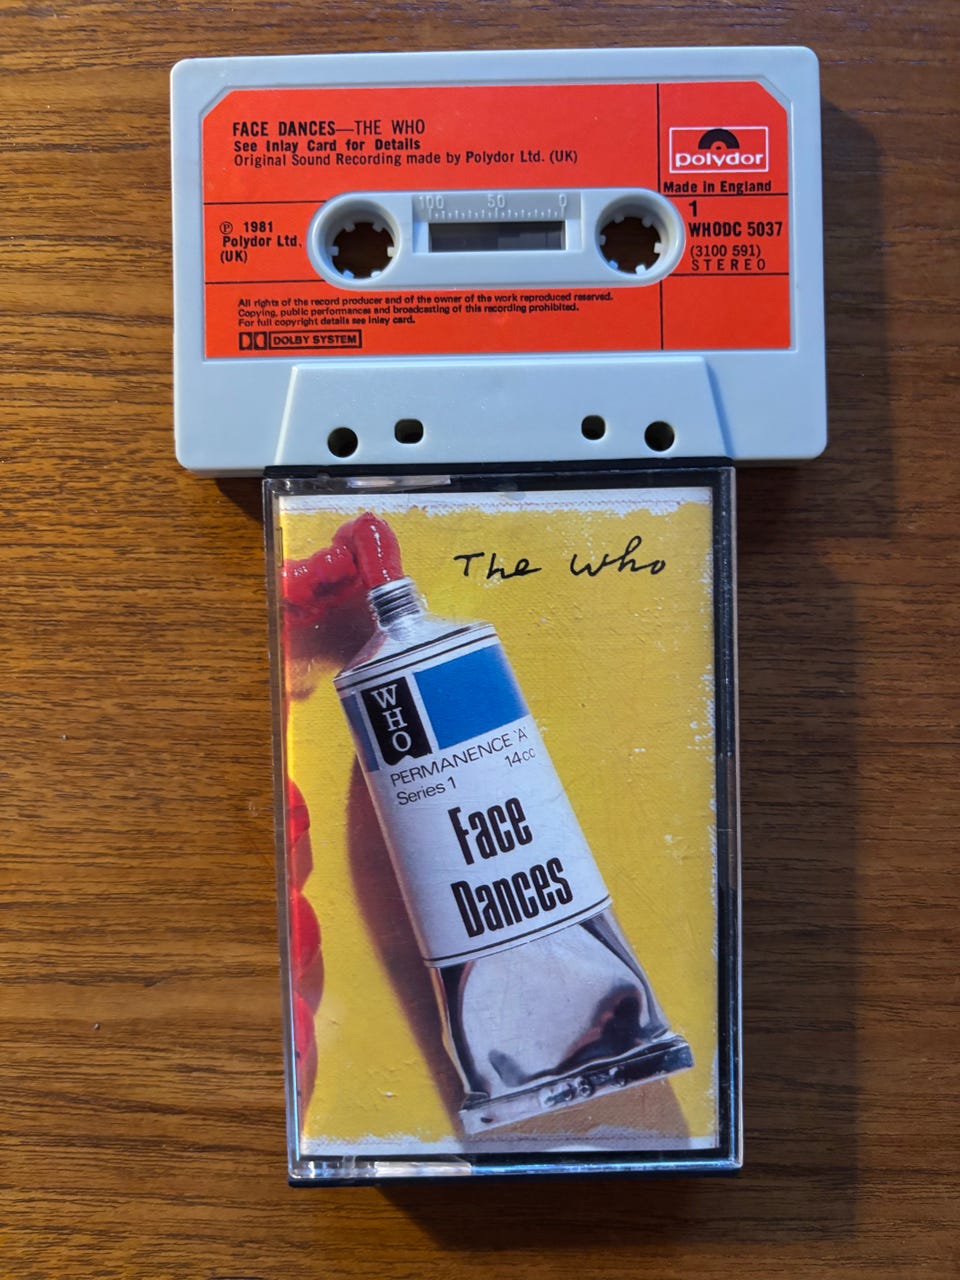 FACE DANCES—THE WHO
See Inlay Card for Details
Original Sound Recording made by Polydor Ltd. (UK)
polydor
Made in England
100 50 0
℗ 1981
Polydor Ltd.
(UK)
1
WHODC 5037
(3100 591)
STEREO
All rights of the record producer and of the owner of the work reproduced reserved.
Copying, public performances and broadcasting of this recording prohibited.
For full copyright details see inlay card.
DOLBY SYSTEM
The Who
WHO
PERMANENCE 'A'
Series 1 14cc
Face
Dances